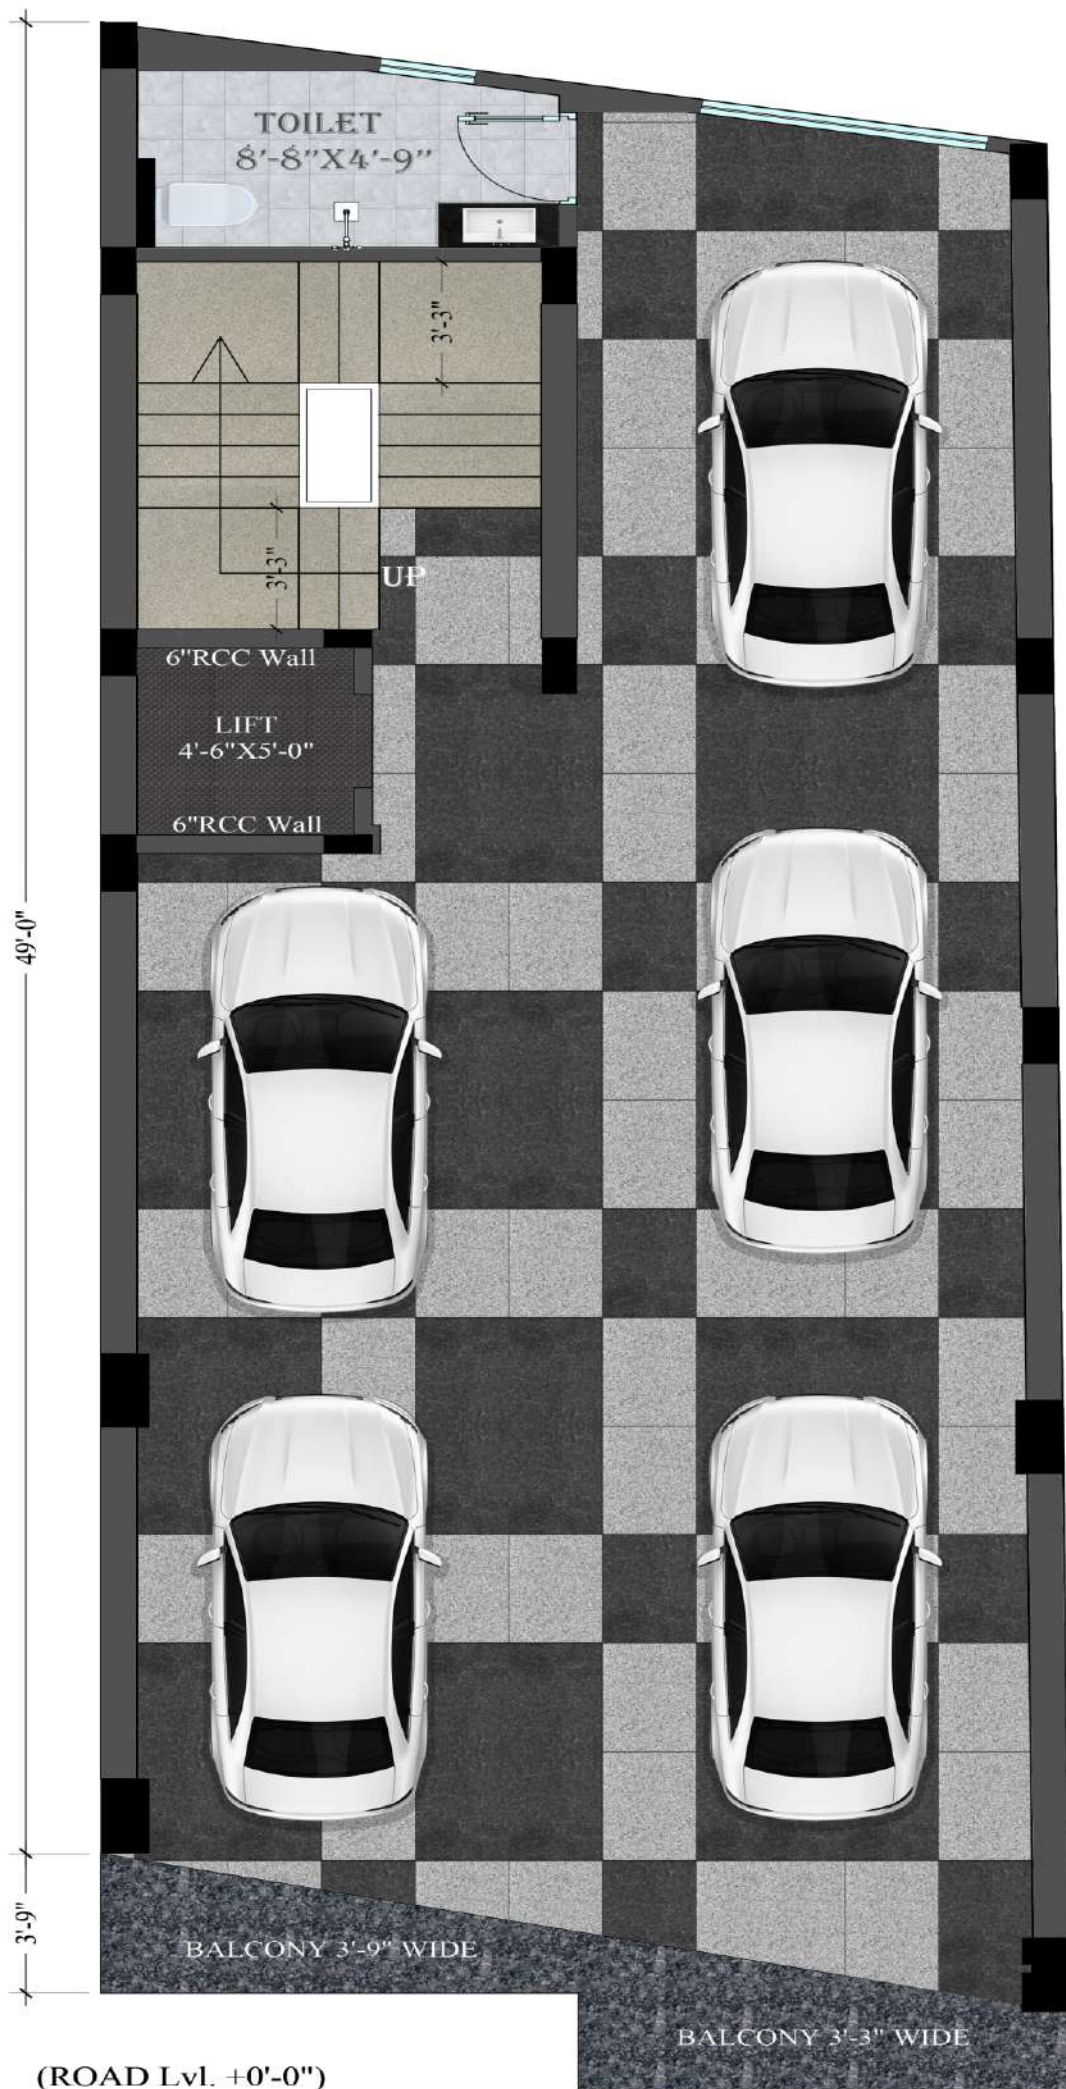 TOILET
8'-8"X4'-9"
3'-3"
3'-3"
UP
6"RCC Wall
LIFT
4'-6"X5'-0"
6"RCC Wall
49'-0"
3'-9"
BALCONY 3'-9" WIDE
BALCONY 3'-3" WIDE
(ROAD Lvl. +0'-0")